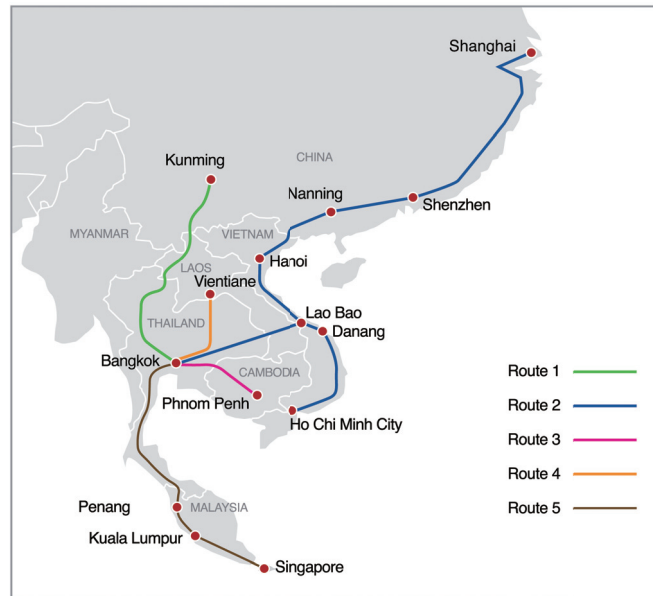 Shanghai
Kunming
CHINA
Nanning
Shenzhen
MYANMAR
VIETNAM
Hanoi
LAOS
Vientiane
Lao Bao
THAILAND
Danang
Bangkok
CAMBODIA
Phnom Penh
Ho Chi Minh City
Route 1
Route 2
Route 3
Route 4
Route 5
Penang
MALAYSIA
Kuala Lumpur
Singapore